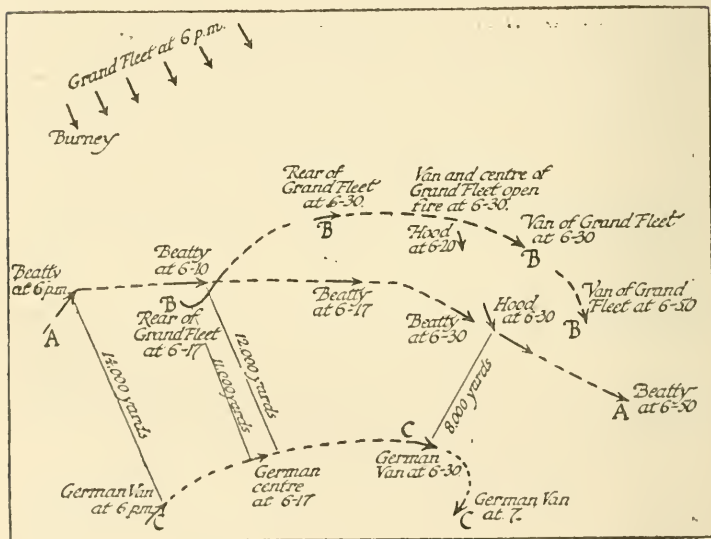 Grand Fleet at 6 p.m.
Burney
Rear of
Grand Fleet
at 6-30.
Van and centre of
Grand Fleet open
fire at 6-30.
Hood
at 6-20
Van of Grand Fleet
at 6-30
B
B
Beatty
at 6 p.m.
Beatty
at 6-10
B
Rear of
Grand Fleet
at 6-17
Beatty
at 6-17
Beatty
at 6-30
Hood
at 6-30
Van of Grand
Fleet at 6-50
B
A
14.000 yards
11.000 yards
12.000 yards
8.000 yards
A
Beatty
at 6-50
German Van
at 6 p.m.
C
German
centre
at 6-17
C
German
Van at 6-30
C
German Van
at 7.